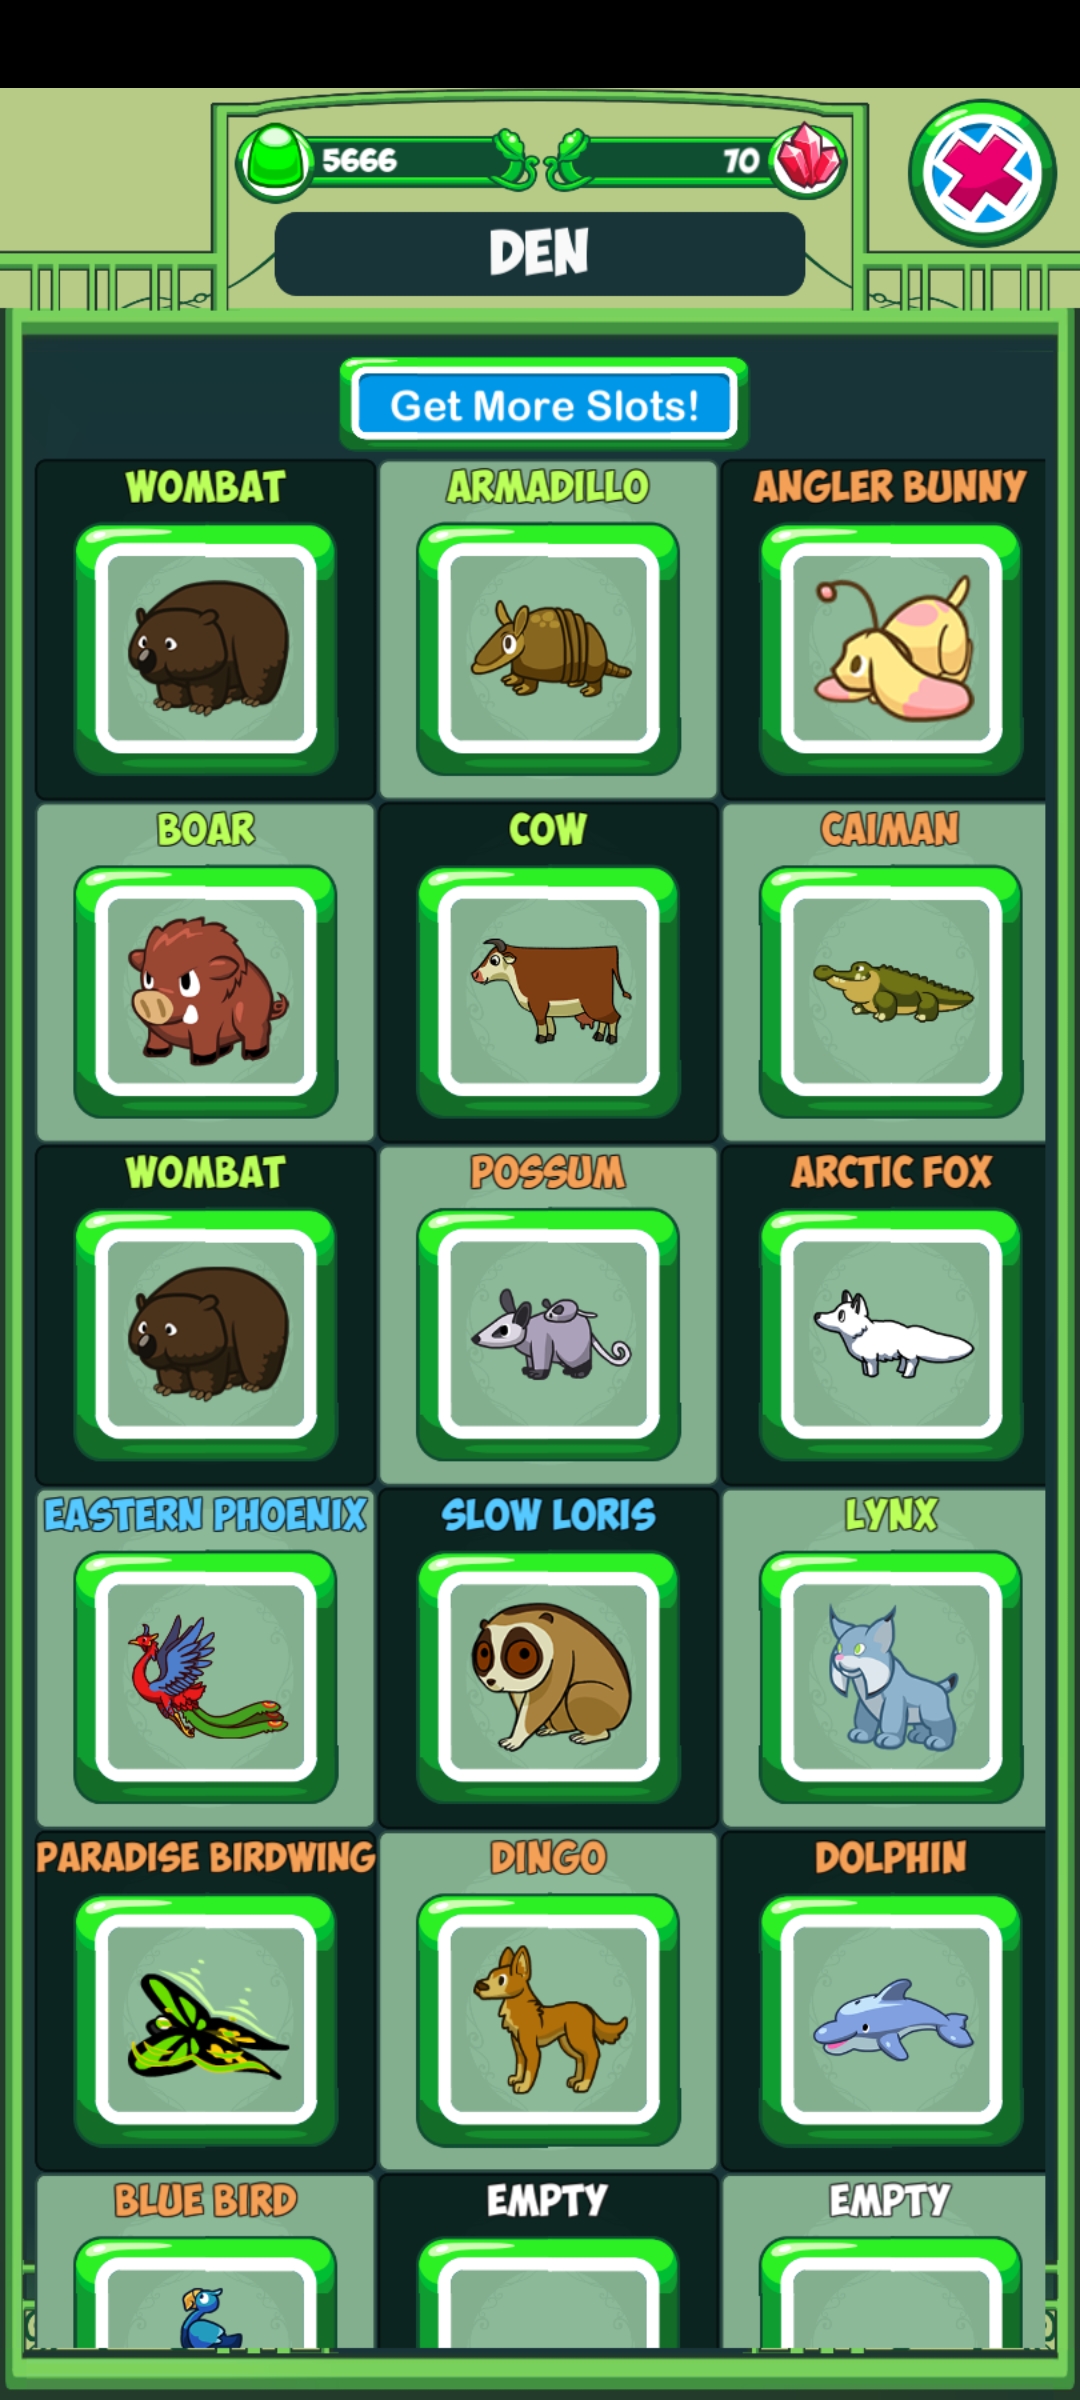 5666
70
DEN
Get More Slots!
WOMBAT
ARMADILLO
ANGLER BUNNY
BOAR
COW
CAIMAN
WOMBAT
POSSUM
ARCTIC FOX
EASTERN PHOENIX
SLOW LORIS
LYNX
PARADISE BIRDWING
DINGO
DOLPHIN
BLUE BIRD
EMPTY
EMPTY